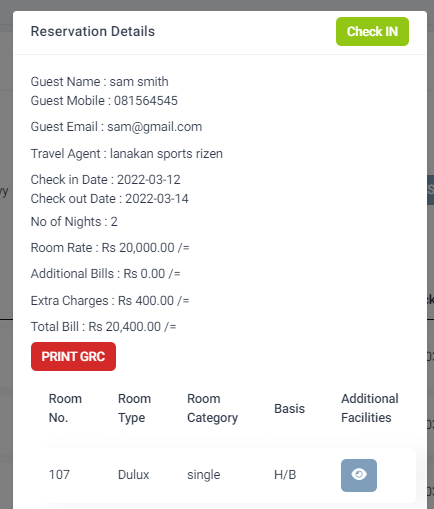 Reservation Details
Check IN
Guest Name : sam smith
Guest Mobile : 081564545
Guest Email : sam@gmail.com
Travel Agent : lanakan sports rizen
Check in Date : 2022-03-12
Check out Date : 2022-03-14
No of Nights : 2
Room Rate : Rs 20,000.00 /=
Additional Bills : Rs 0.00 /=
Extra Charges : Rs 400.00 /=
Total Bill : Rs 20,400.00 /=
PRINT GRC
Room No. Room Type Room Category Basis Additional Facilities
107 Dulux single H/B